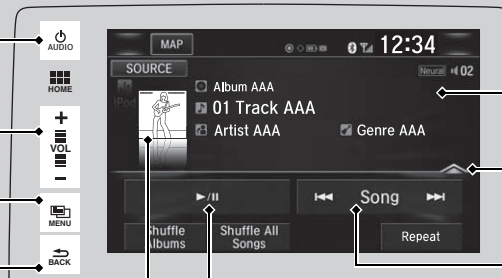 AUDIO
HOME
+
VOL
−
MENU
BACK
MAP
12:34
SOURCE
Neural 02
iPod
Album AAA
01 Track AAA
Artist AAA
Genre AAA
Song
Shuffle Albums
Shuffle All Songs
Repeat